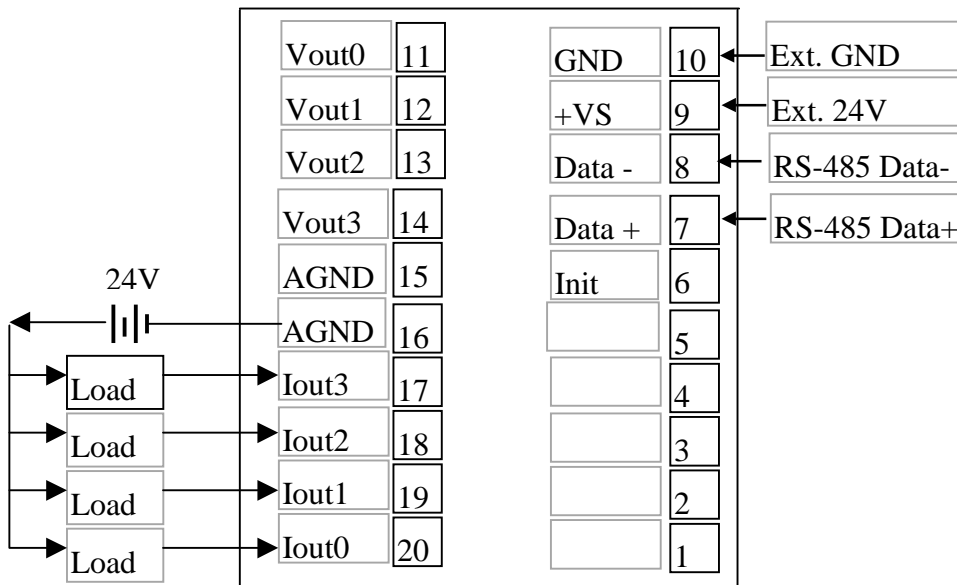 Vout0 11
Vout1 12
Vout2 13
Vout3 14
AGND 15
24V
AGND 16
Load Iout3 17
Load Iout2 18
Load Iout1 19
Load Iout0 20
GND 10 Ext. GND
+VS 9 Ext. 24V
Data - 8 RS-485 Data-
Data + 7 RS-485 Data+
Init 6
5
4
3
2
1